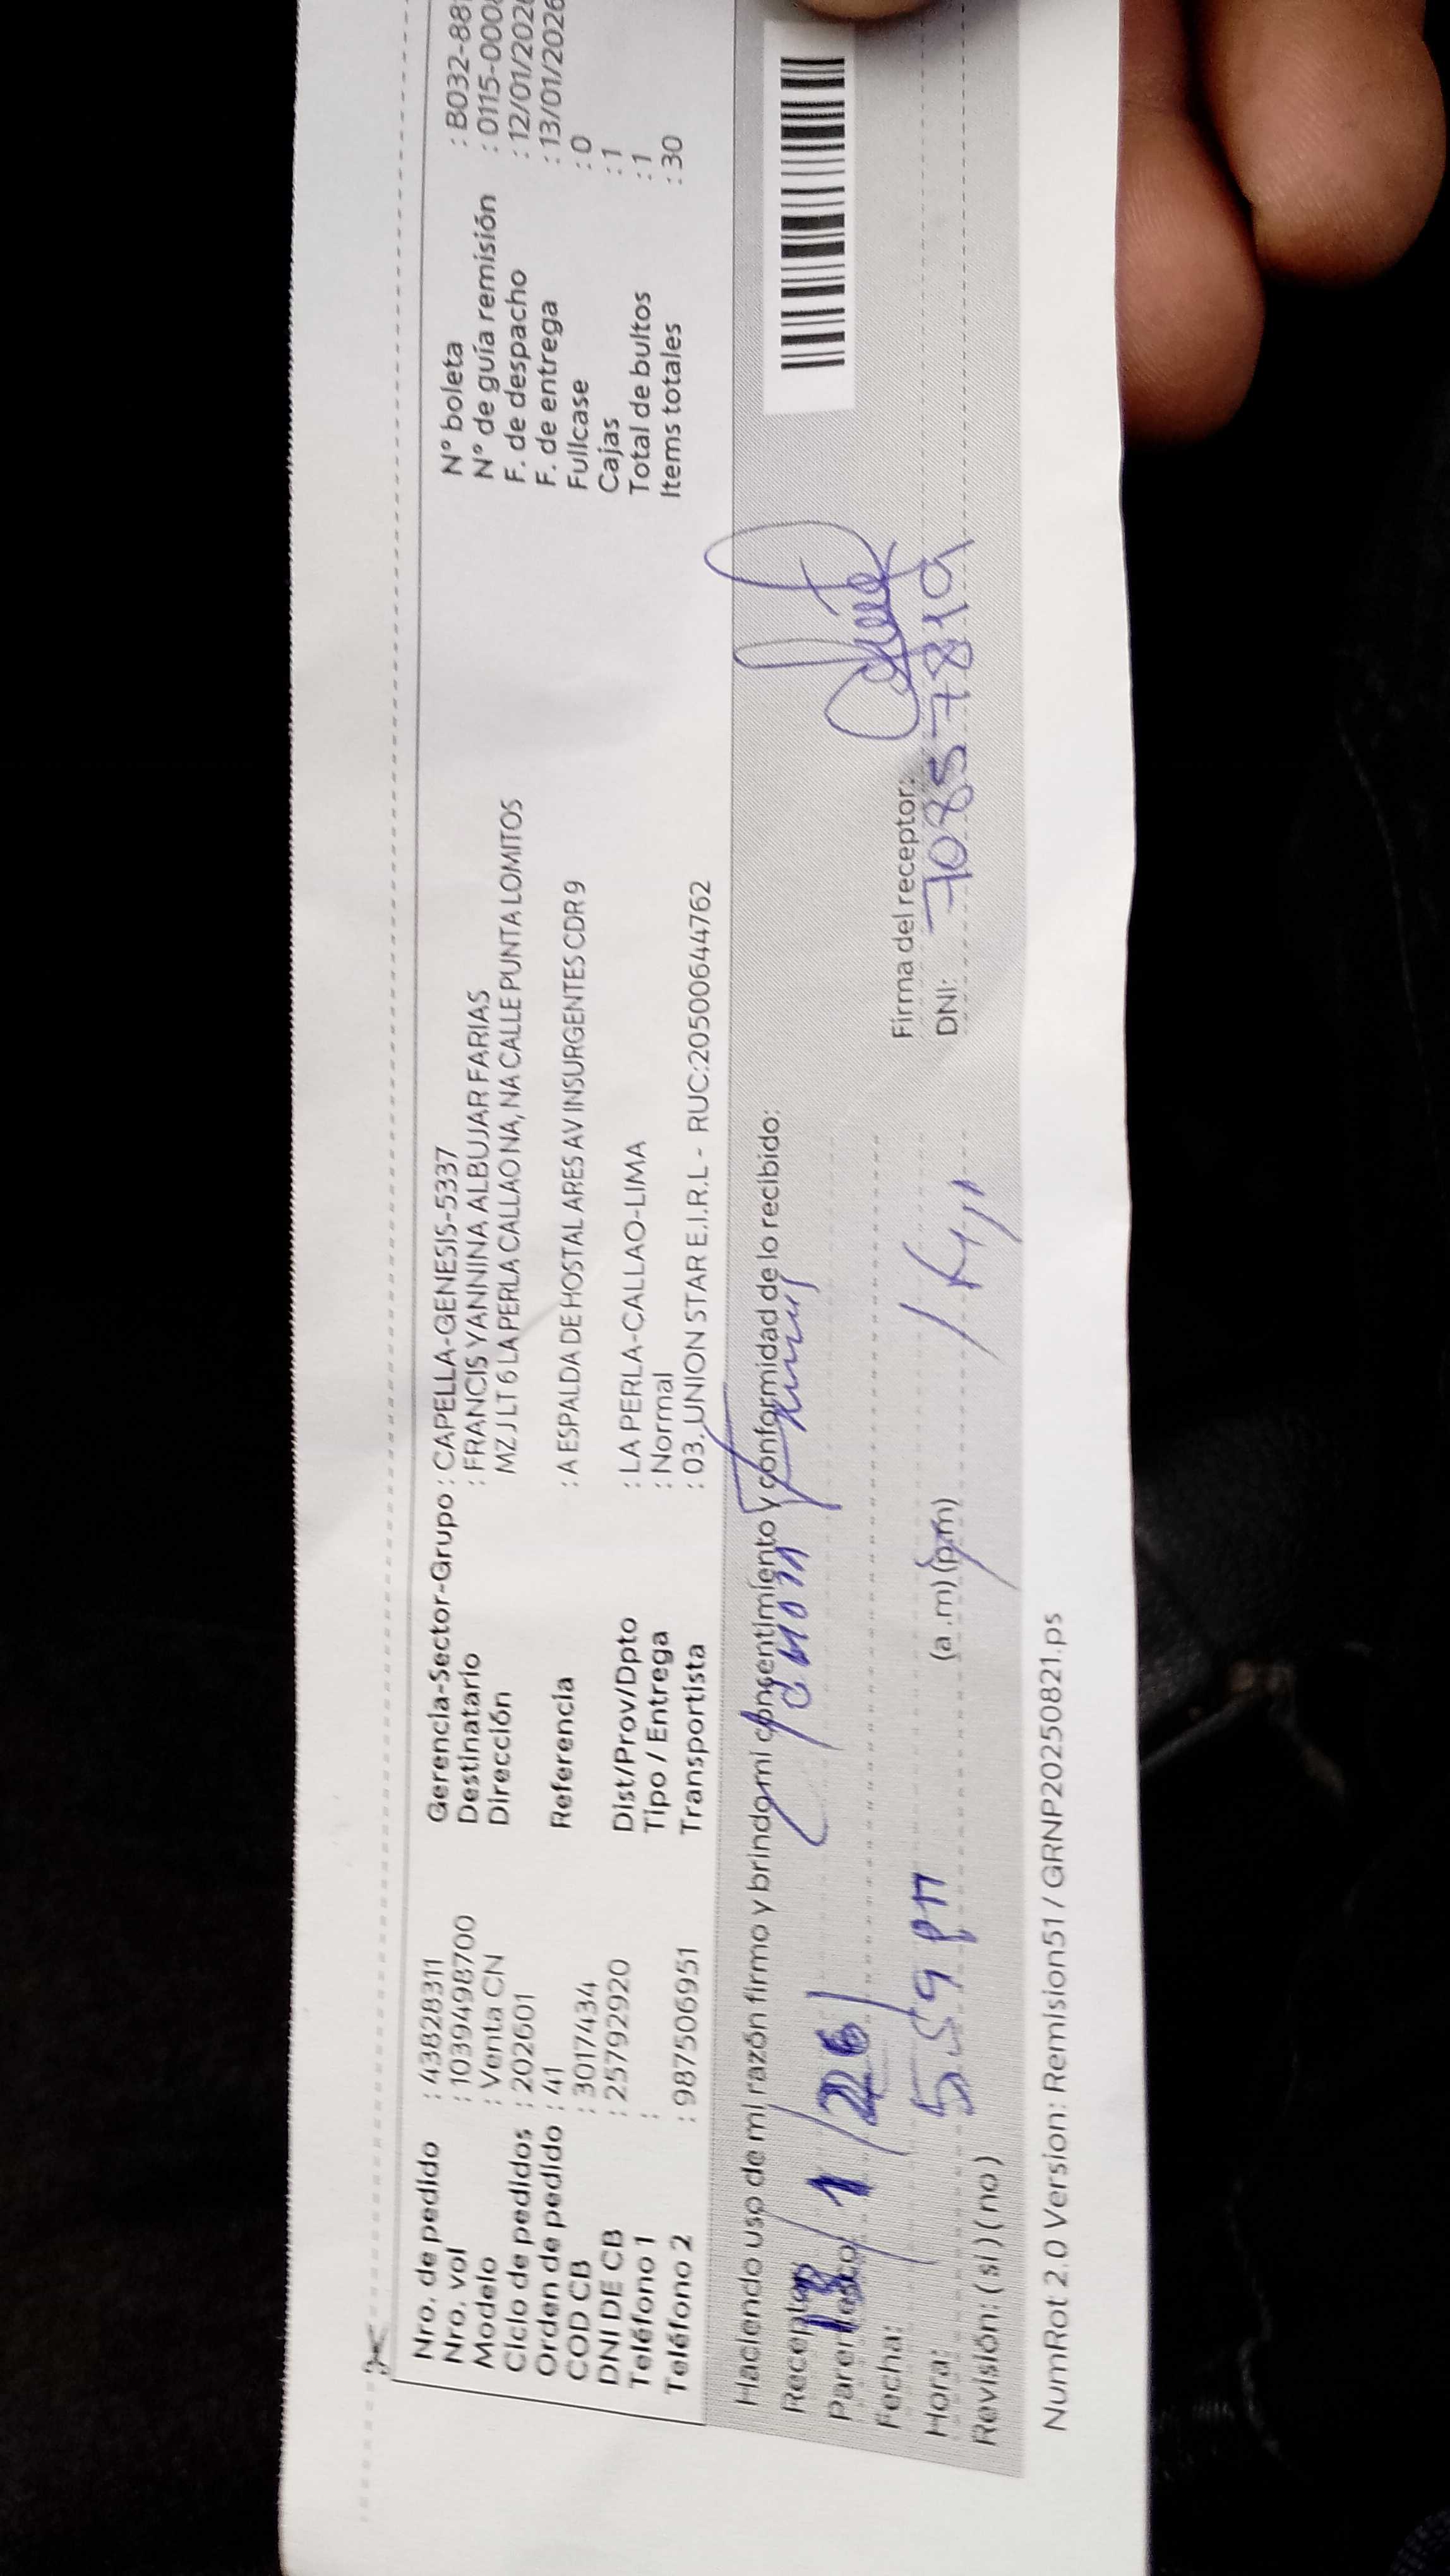 Nro. de pedido : 43828311
Nro. vol : 1039498700
Modelo : Venta CN
Ciclo de pedidos : 202601
Orden de pedido : 41
COD CB : 3017434
DNI DE CB : 25792920
Teléfono 1 :
Teléfono 2 : 987506951
Gerencia-Sector-Grupo : CAPELLA-GENESIS-5337
Destinatario : FRANCIS YANNINA ALBUJAR FARIAS
Dirección MZ J LT 6 LA PERLA CALLAO NA, NA CALLE PUNTA LOMITOS
Referencia : A ESPALDA DE HOSTAL ARES AV INSURGENTES CDR 9
Dist/Prov/Dpto : LA PERLA-CALLAO-LIMA
Tipo / Entrega : Normal
Transportista : 03. UNION STAR E.I.R.L - RUC:20500644762
N° boleta : B032-88
N° de guía remisión : 0115-000
F. de despacho : 12/01/202
F. de entrega : 13/01/2026
Fullcase : 0
Cajas : 1
Total de bultos : 1
Items totales : 30
Haciendo uso de mi razón firmo y brindo mi consentimiento y conformidad de lo recibido:
Receptor
Parentesco 13/1/26
Fecha:
Hora: 5:59 pm (a .m) (p.m)
Revisión: ( si ) ( no )
Firma del receptor:
DNI: 70857819
NumRot 2.0 Version: Remision51 / GRNP20250821.ps